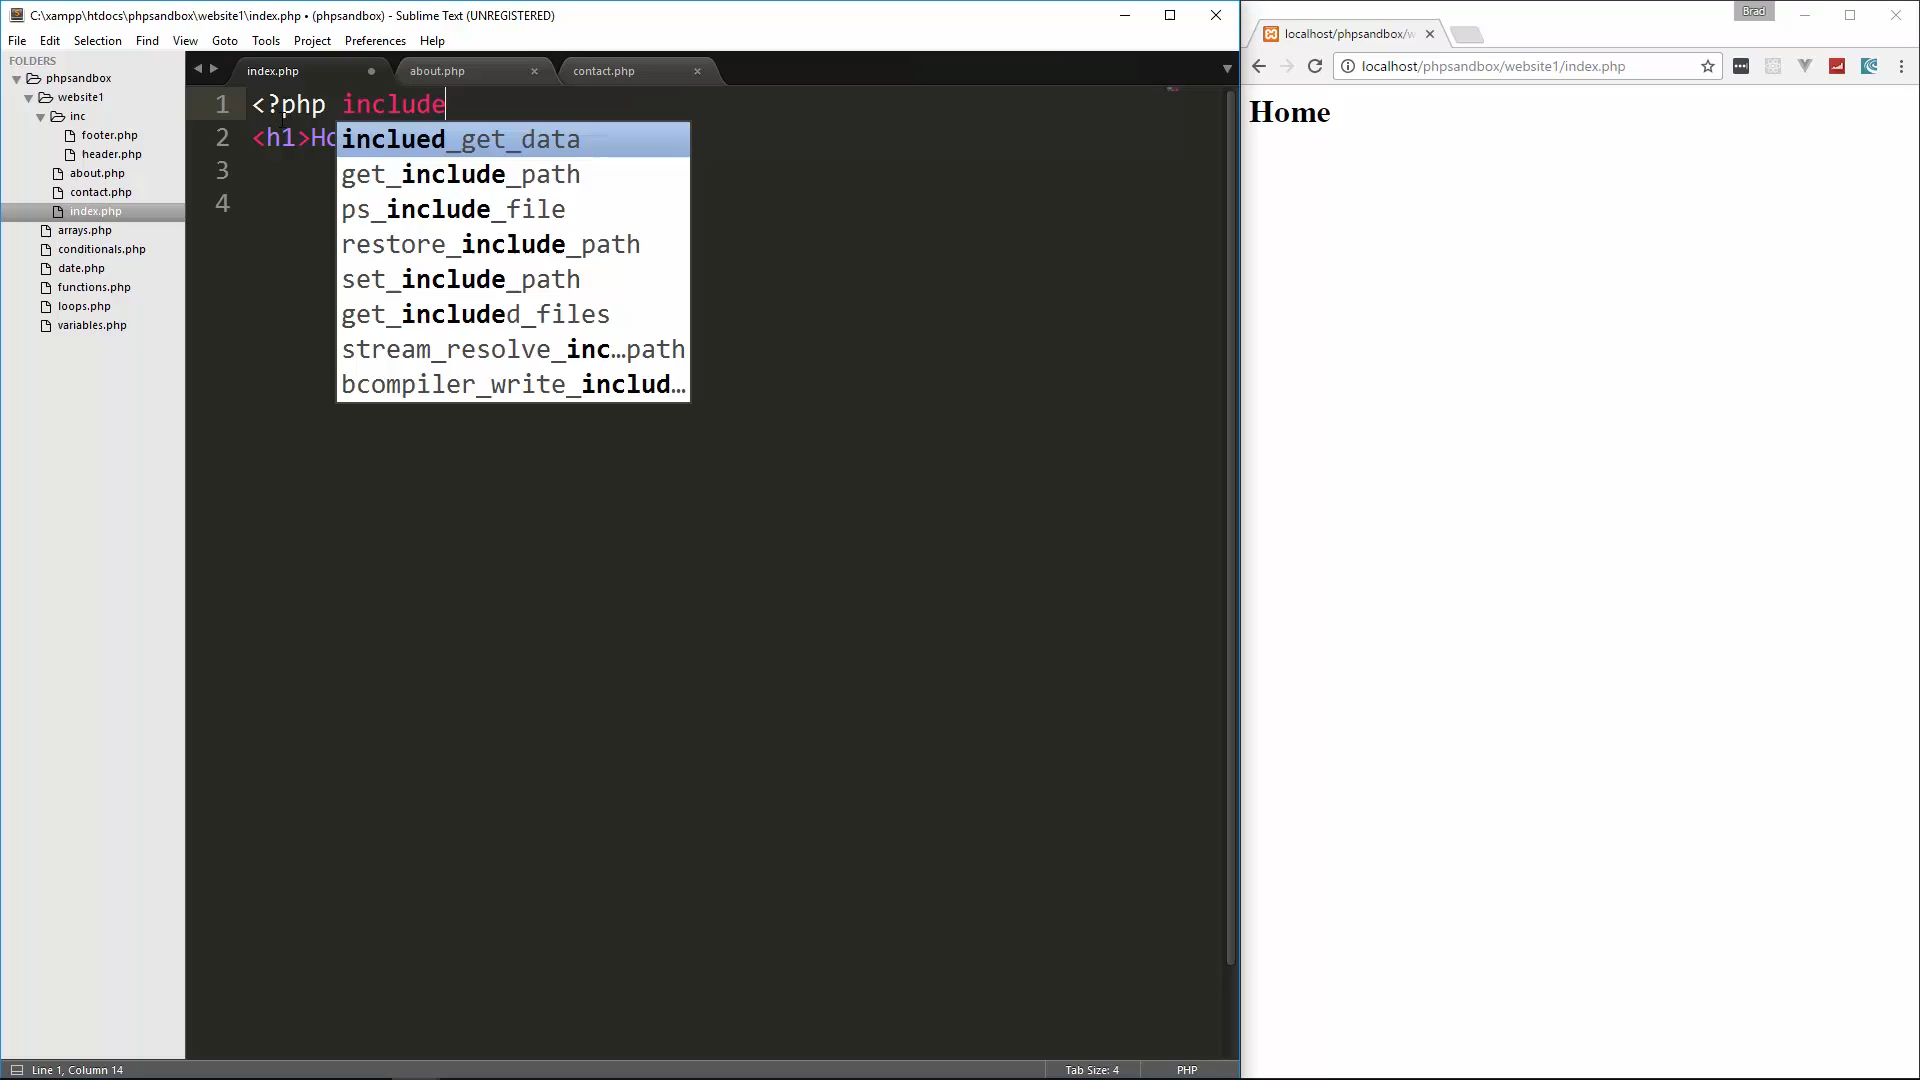 C:\xampp\htdocs\phpsandbox\website1\index.php • (phpsandbox) - Sublime Text (UNREGISTERED)
File Edit Selection Find View Goto Tools Project Preferences Help
FOLDERS
phpsandbox
website1
inc
footer.php
header.php
about.php
contact.php
index.php
arrays.php
conditionals.php
date.php
functions.php
loops.php
variables.php
index.php about.php contact.php
1 <?php include
2 <h1>Ho
3
4
inclued_get_data
get_include_path
ps_include_file
restore_include_path
set_include_path
get_included_files
stream_resolve_inc…path
bcompiler_write_includ…
Line 1, Column 14
Tab Size: 4 PHP
Brad
localhost/phpsandbox/w
localhost/phpsandbox/website1/index.php
Home